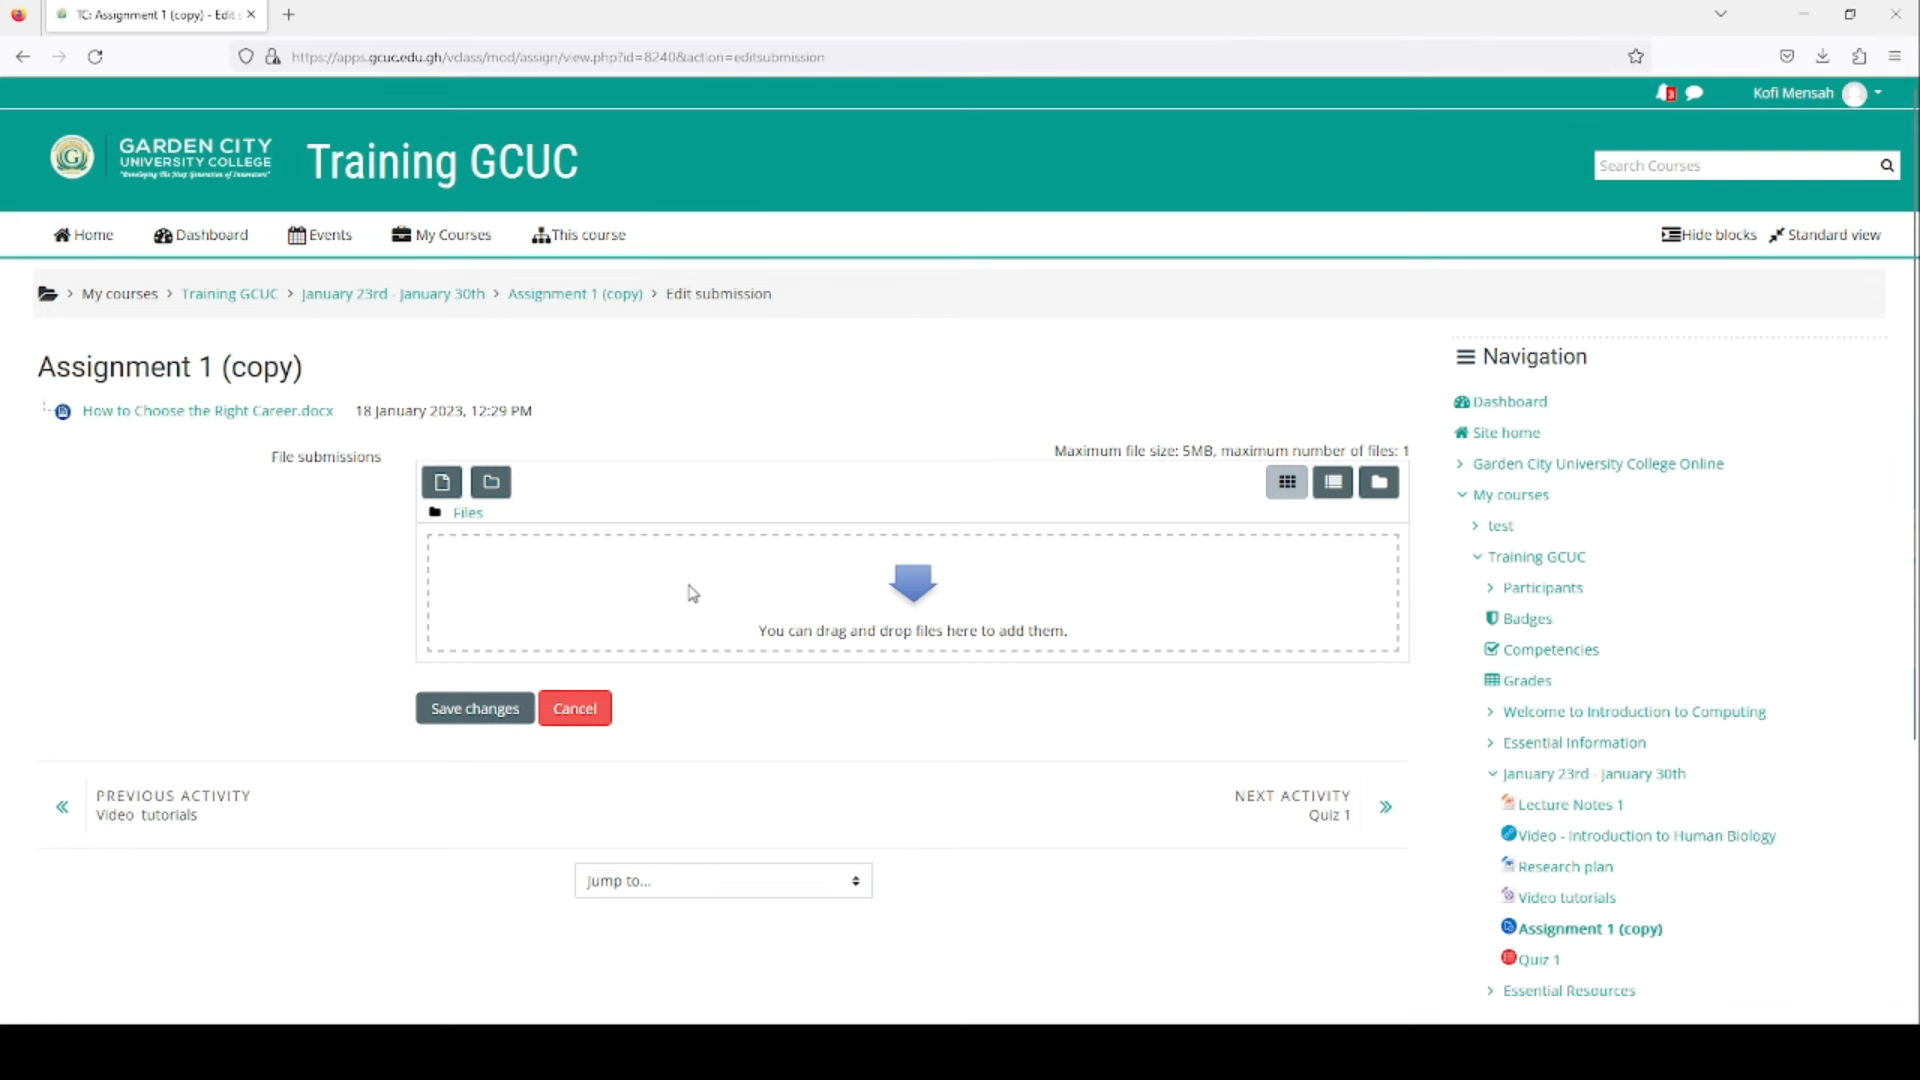 TC: Assignment 1 (copy) - Edit s
https://apps.gcuc.edu.gh/vclass/mod/assign/view.php?id=8240&action=editsubmission
3
Kofi Mensah
GARDEN CITY
UNIVERSITY COLLEGE
"Developing the Next Generation of Innovators"
Training GCUC
Search Courses
Home
Dashboard
Events
My Courses
This course
Hide blocks
Standard view
> My courses > Training GCUC > January 23rd - January 30th > Assignment 1 (copy) > Edit submission
Assignment 1 (copy)
How to Choose the Right Career.docx 18 January 2023, 12:29 PM
File submissions
Maximum file size: 5MB, maximum number of files: 1
Files
You can drag and drop files here to add them.
Save changes
Cancel
PREVIOUS ACTIVITY
Video tutorials
NEXT ACTIVITY
Quiz 1
Jump to...
Navigation
Dashboard
Site home
Garden City University College Online
My courses
test
Training GCUC
Participants
Badges
Competencies
Grades
Welcome to Introduction to Computing
Essential Information
January 23rd - January 30th
Lecture Notes 1
Video - Introduction to Human Biology
Research plan
Video tutorials
Assignment 1 (copy)
Quiz 1
Essential Resources